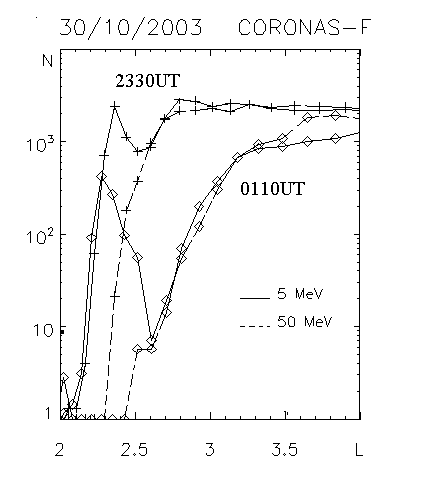 30/10/2003 CORONAS-F
N
2330UT
10³
0110UT
10²
5 MeV
50 MeV
10
1
2 2.5 3 3.5 L